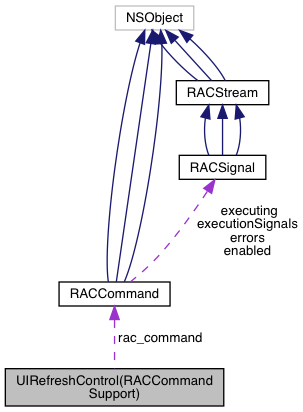 NSObject
RACStream
RACSignal
executing
executionSignals
errors
enabled
RACCommand
rac_command
UIRefreshControl(RACCommand
Support)